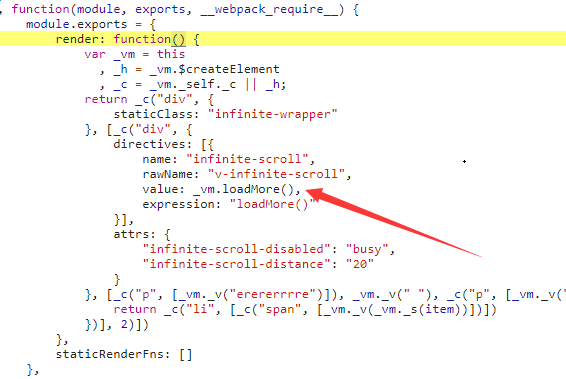 , function(module, exports, __webpack_require__) {
module.exports = {
render: function() {
var _vm = this
, _h = _vm.$createElement
, _c = _vm._self._c || _h;
return _c("div", {
staticClass: "infinite-wrapper"
}, [_c("div", {
directives: [{
name: "infinite-scroll",
rawName: "v-infinite-scroll",
value: _vm.loadMore(),
expression: "loadMore()"
}],
attrs: {
"infinite-scroll-disabled": "busy",
"infinite-scroll-distance": "20"
}
}, [_c("p", [_vm._v("erererrrre")]), _vm._v(" "), _c("p", [_vm._v("
return _c("li", [_c("span", [_vm._v(_vm._s(item))])])
})], 2)])
},
staticRenderFns: []
},